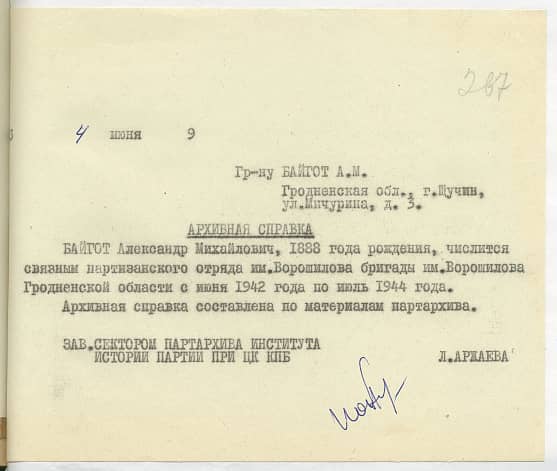 267
4 июня 9
Гр-ну БАЙГОТ А.М.
Гродненская обл., г.Щучин,
ул.Мичурина, д. 3.
АРХИВНАЯ СПРАВКА
БАЙГОТ Александр Михайлович, 1888 года рождения, числится
связным партизанского отряда им.Ворошилова бригады им.Ворошилова
Гродненской области с июня 1942 года по июль 1944 года.
Архивная справка составлена по материалам партархива.
ЗАВ.СЕКТОРОМ ПАРТАРХИВА ИНСТИТУТА
ИСТОРИИ ПАРТИИ ПРИ ЦК КПБ Л.АРЖАЕВА